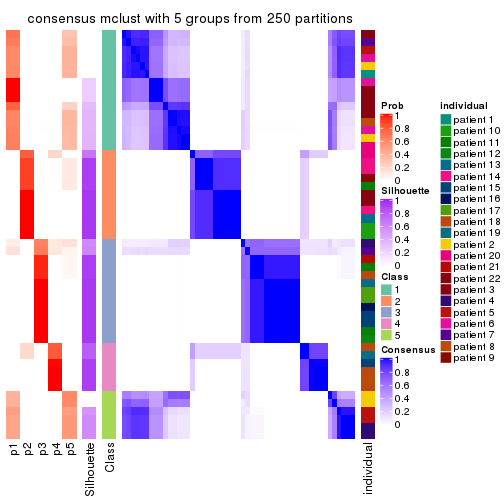 consensus mclust with 5 groups from 250 partitions
Prob
1
0.8
0.6
0.4
0.2
0
Silhouette
1
0.8
0.6
0.4
0.2
0
Class
1
2
3
4
5
Consensus
1
0.8
0.6
0.4
0.2
0
individual
patient 1
patient 10
patient 11
patient 12
patient 13
patient 14
patient 15
patient 16
patient 17
patient 18
patient 19
patient 2
patient 20
patient 21
patient 22
patient 3
patient 4
patient 5
patient 6
patient 7
patient 8
patient 9
p1
p2
p3
p4
p5
Silhouette
Class
individual